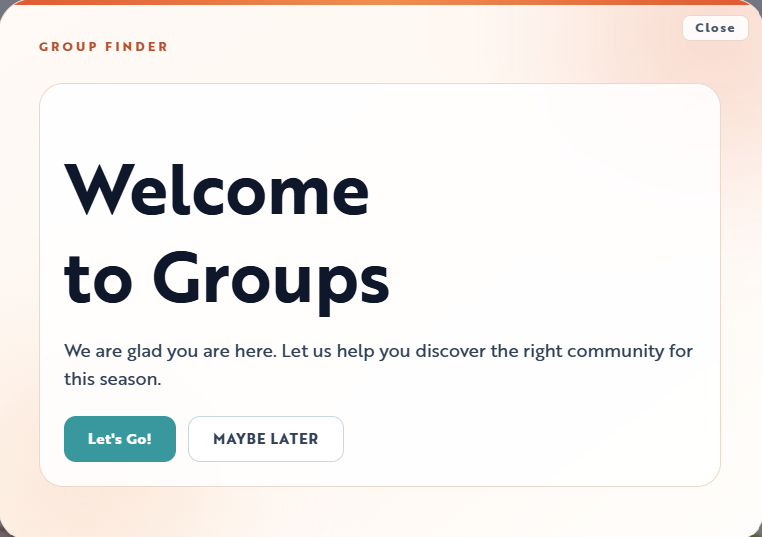 Close
GROUP FINDER
Welcome
to Groups
We are glad you are here. Let us help you discover the right community for
this season.
Let's Go!
MAYBE LATER